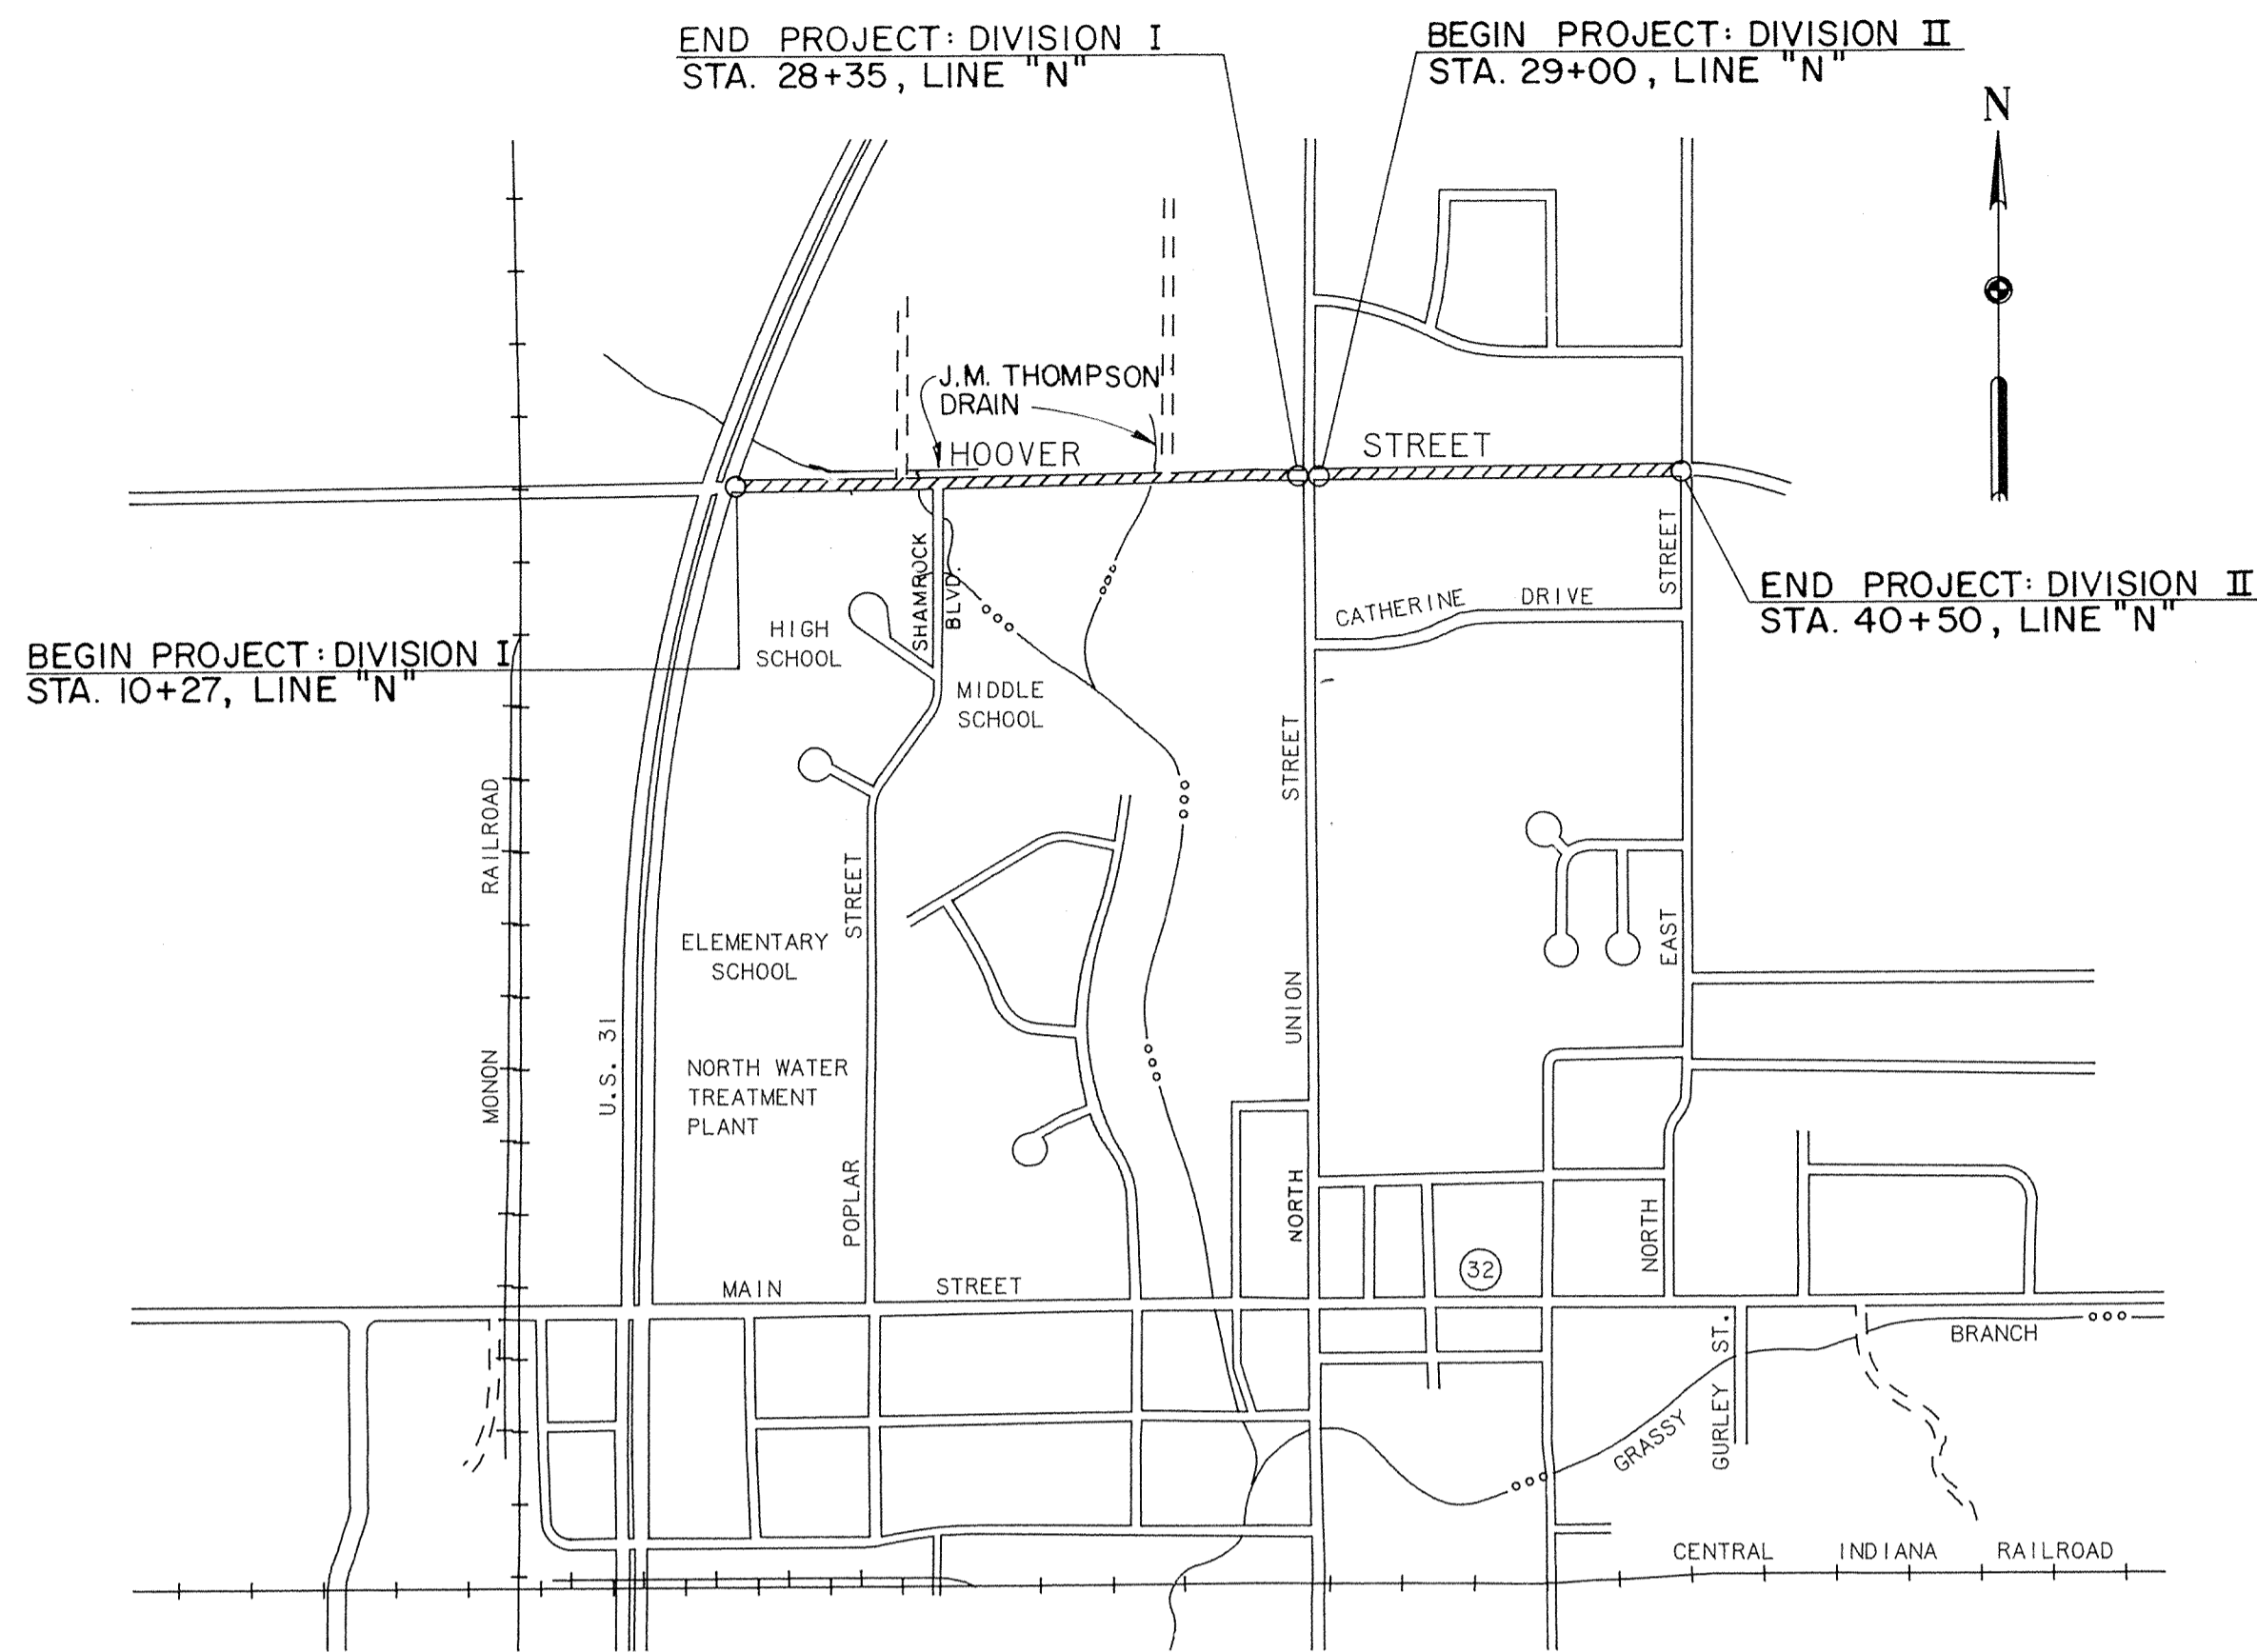 END PROJECT: DIVISION I
STA. 28+35, LINE "N"
BEGIN PROJECT: DIVISION II
STA. 29+00, LINE "N"
N
J.M. THOMPSON
DRAIN
HOOVER STREET
SHAMROCK
BLVD.
STREET
CATHERINE DRIVE
END PROJECT: DIVISION II
STA. 40+50, LINE "N"
HIGH
SCHOOL
BEGIN PROJECT: DIVISION I
STA. 10+27, LINE "N"
MIDDLE
SCHOOL
STREET
RAILROAD
STREET
ELEMENTARY
SCHOOL
EAST
UNION
U.S. 31
MONON
NORTH WATER
TREATMENT
PLANT
POPLAR
NORTH
NORTH
32
MAIN STREET
GURLEY ST.
BRANCH
GRASSY
CENTRAL INDIANA RAILROAD